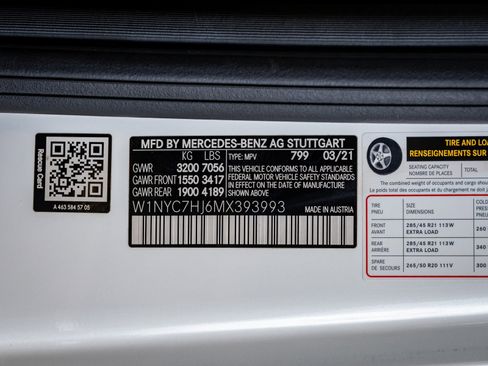 Rescue Card
A 463 584 57 05
MFD BY MERCEDES-BENZ AG STUTTGART
KG LBS
TYPE: MPV 799 03/21
GVWR 3200 7056
GAWR FRONT 1550 3417
GAWR REAR 1900 4189
THIS VEHICLE CONFORMS TO ALL
APPLICABLE FEDERAL MOTOR
VEHICLE SAFETY STANDARDS
IN EFFECT ON THE DATE OF
MANUFACTURE SHOWN ABOVE.
W1NYC7HJ6MX393993
MADE IN AUSTRIA
TIRE AND
RENSEIGNEMENTS SUR
SEATING CAPACITY
NOMBRE DE PLACES
TOTAL
The combined weight of occupants and cargo shou
Le poids total des occupants et du chargement
TIRE
PNEU
SIZE
DIMENSIONS
COLD
PRES
FRONT
AVANT
285/45 R21 113W
EXTRA LOAD
260
REAR
ARRIÈRE
285/45 R21 113W
EXTRA LOAD
340
SPARE
DE SECOURS
265/50 R20 111V
300